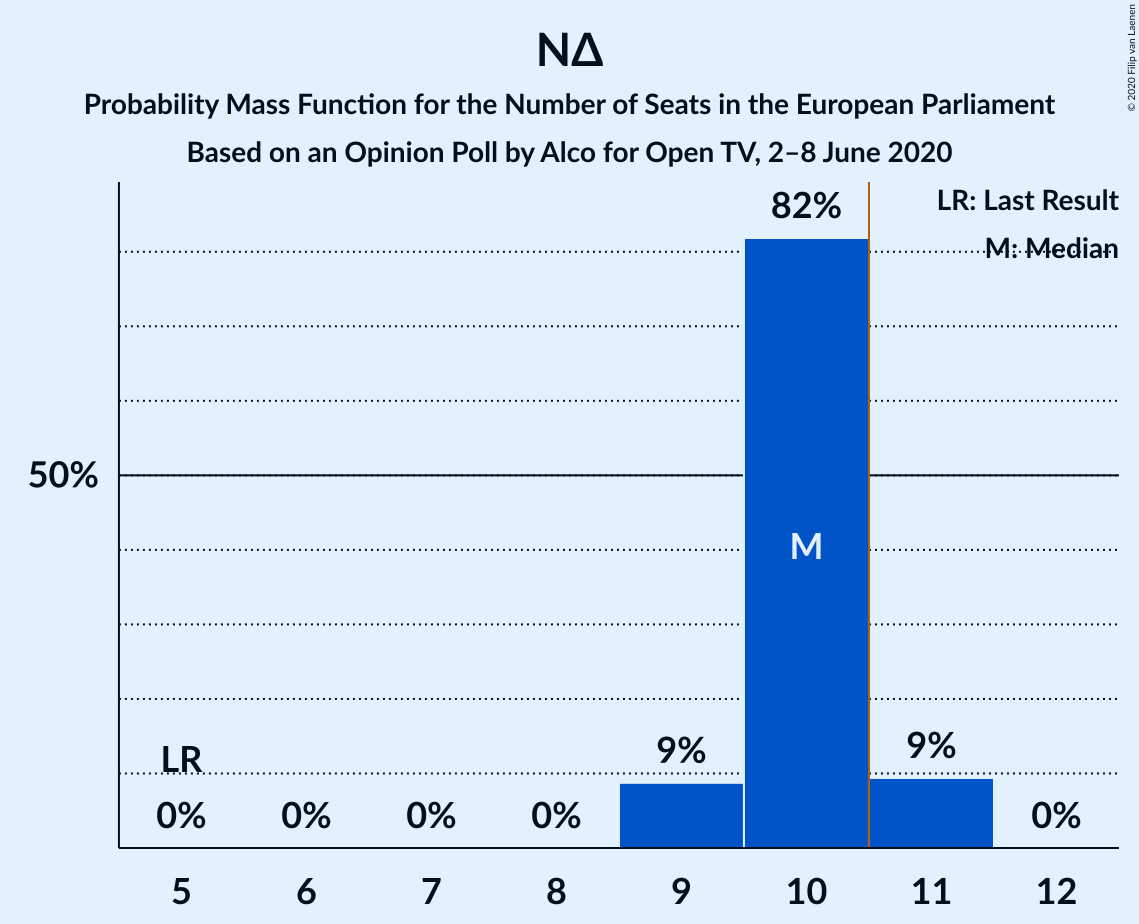 NΔ
Probability Mass Function for the Number of Seats in the European Parliament
Based on an Opinion Poll by Alco for Open TV, 2–8 June 2020
© 2020 Filip van Laenen
LR: Last Result
M: Median
82%
50%
M
LR
9%
9%
0%
0%
0%
0%
0%
5
6
7
8
9
10
11
12